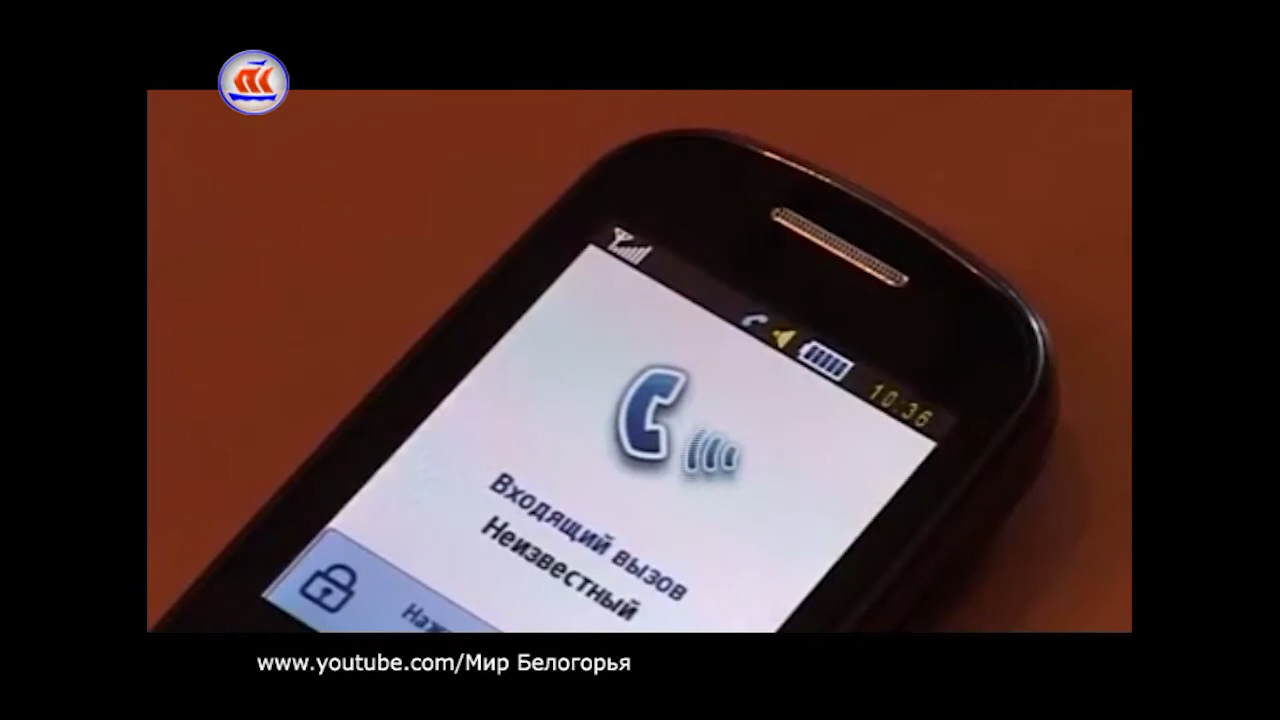 10:36
Входящий вызов
Неизвестный
www.youtube.com/Мир Белогорья